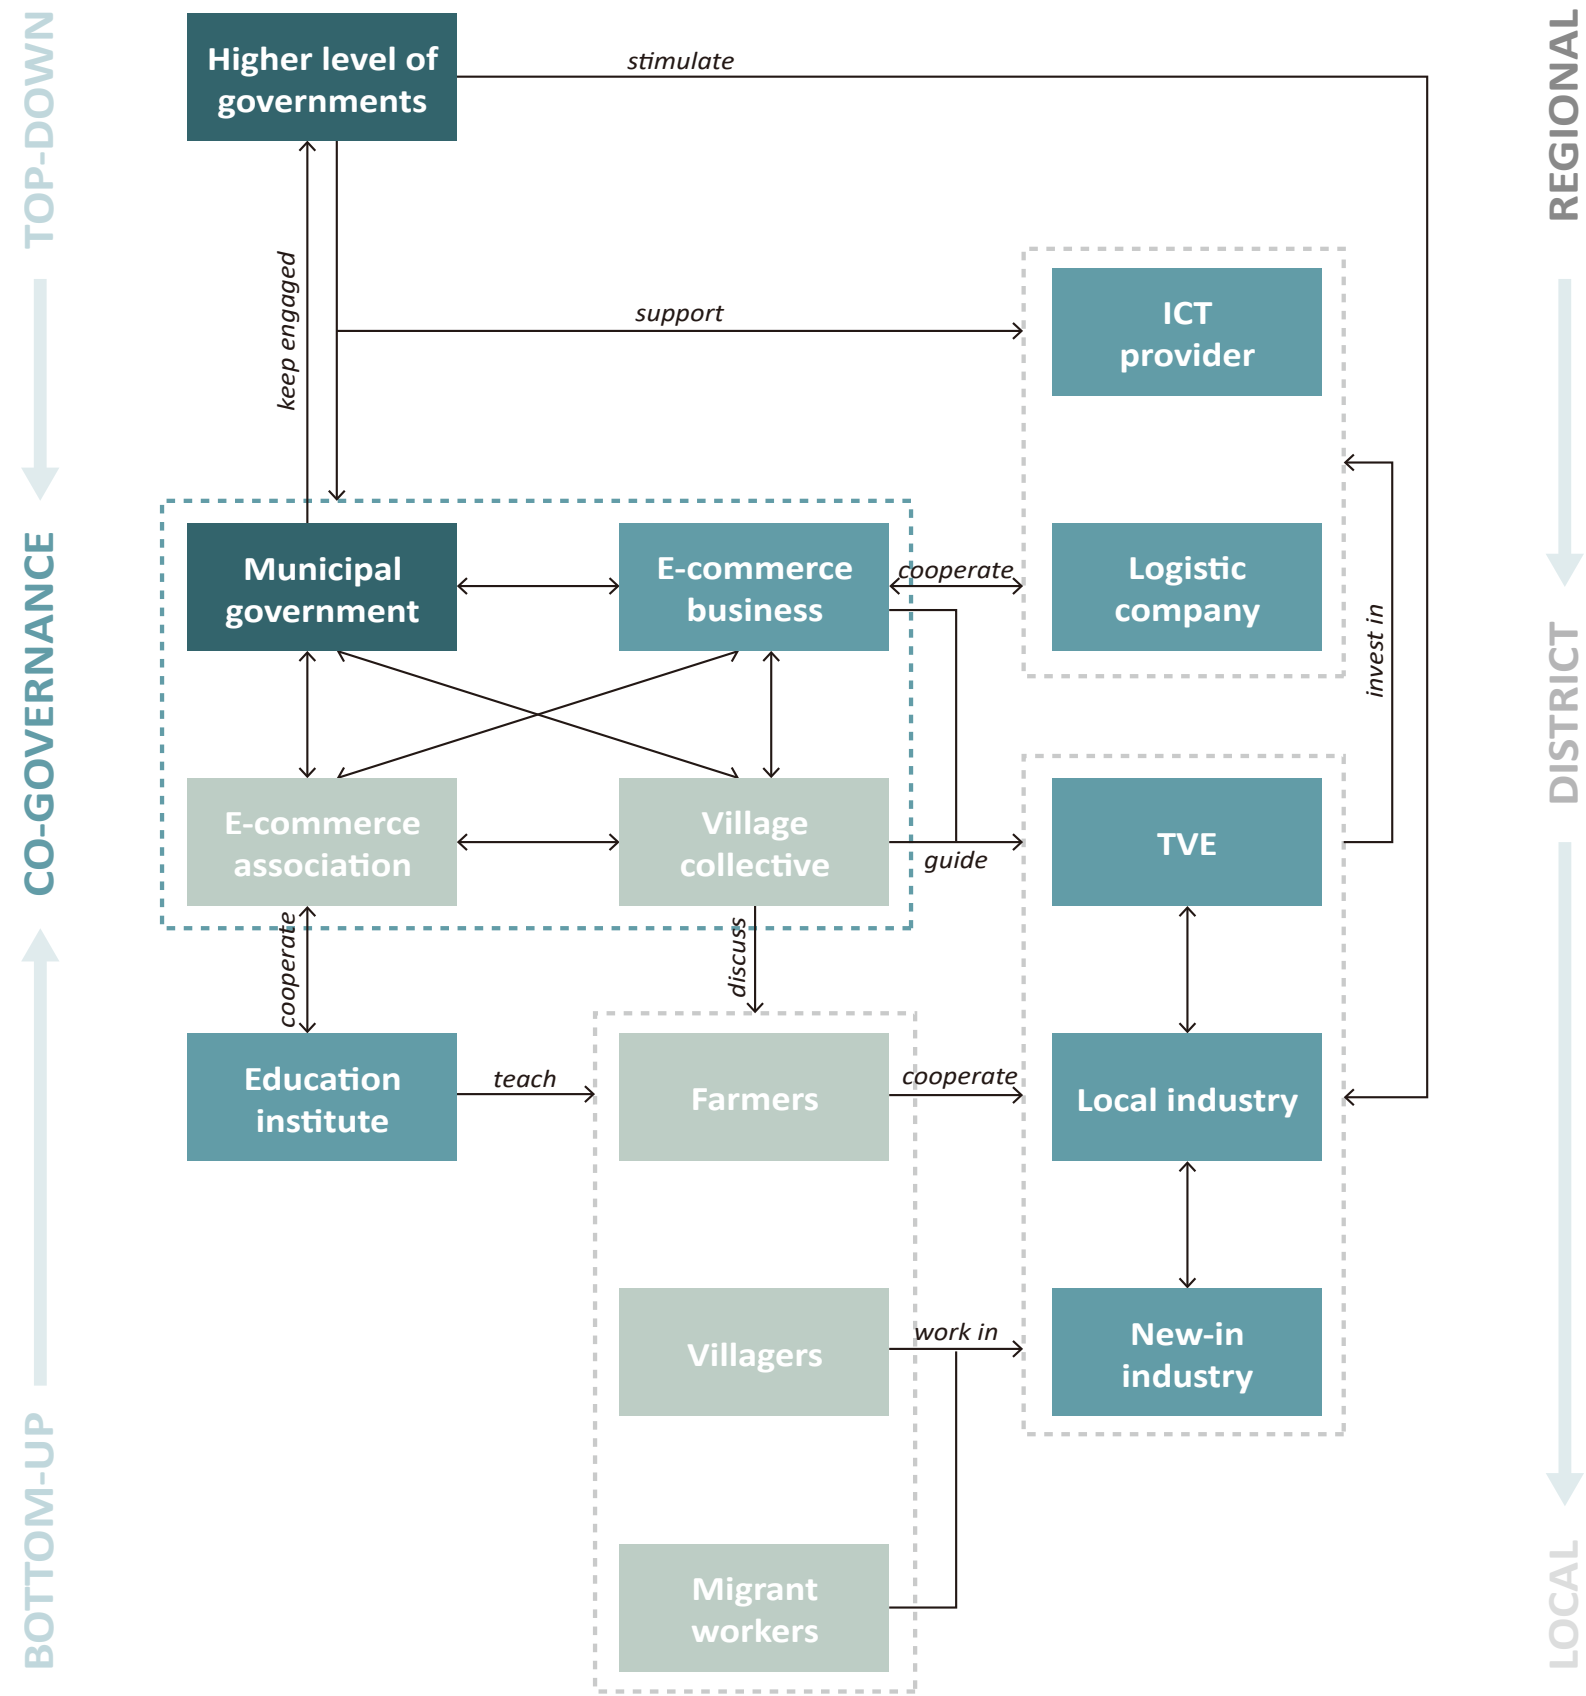 TOP-DOWN
CO-GOVERNANCE
BOTTOM-UP
Higher level of
governments
stimulate
keep engaged
support
ICT
provider
Municipal
government
E-commerce
business
cooperate
Logistic
company
invest in
E-commerce
association
Village
collective
guide
TVE
cooperate
discuss
Education
institute
teach
Farmers
cooperate
Local industry
Villagers
work in
New-in
industry
Migrant
workers
REGIONAL
DISTRICT
LOCAL